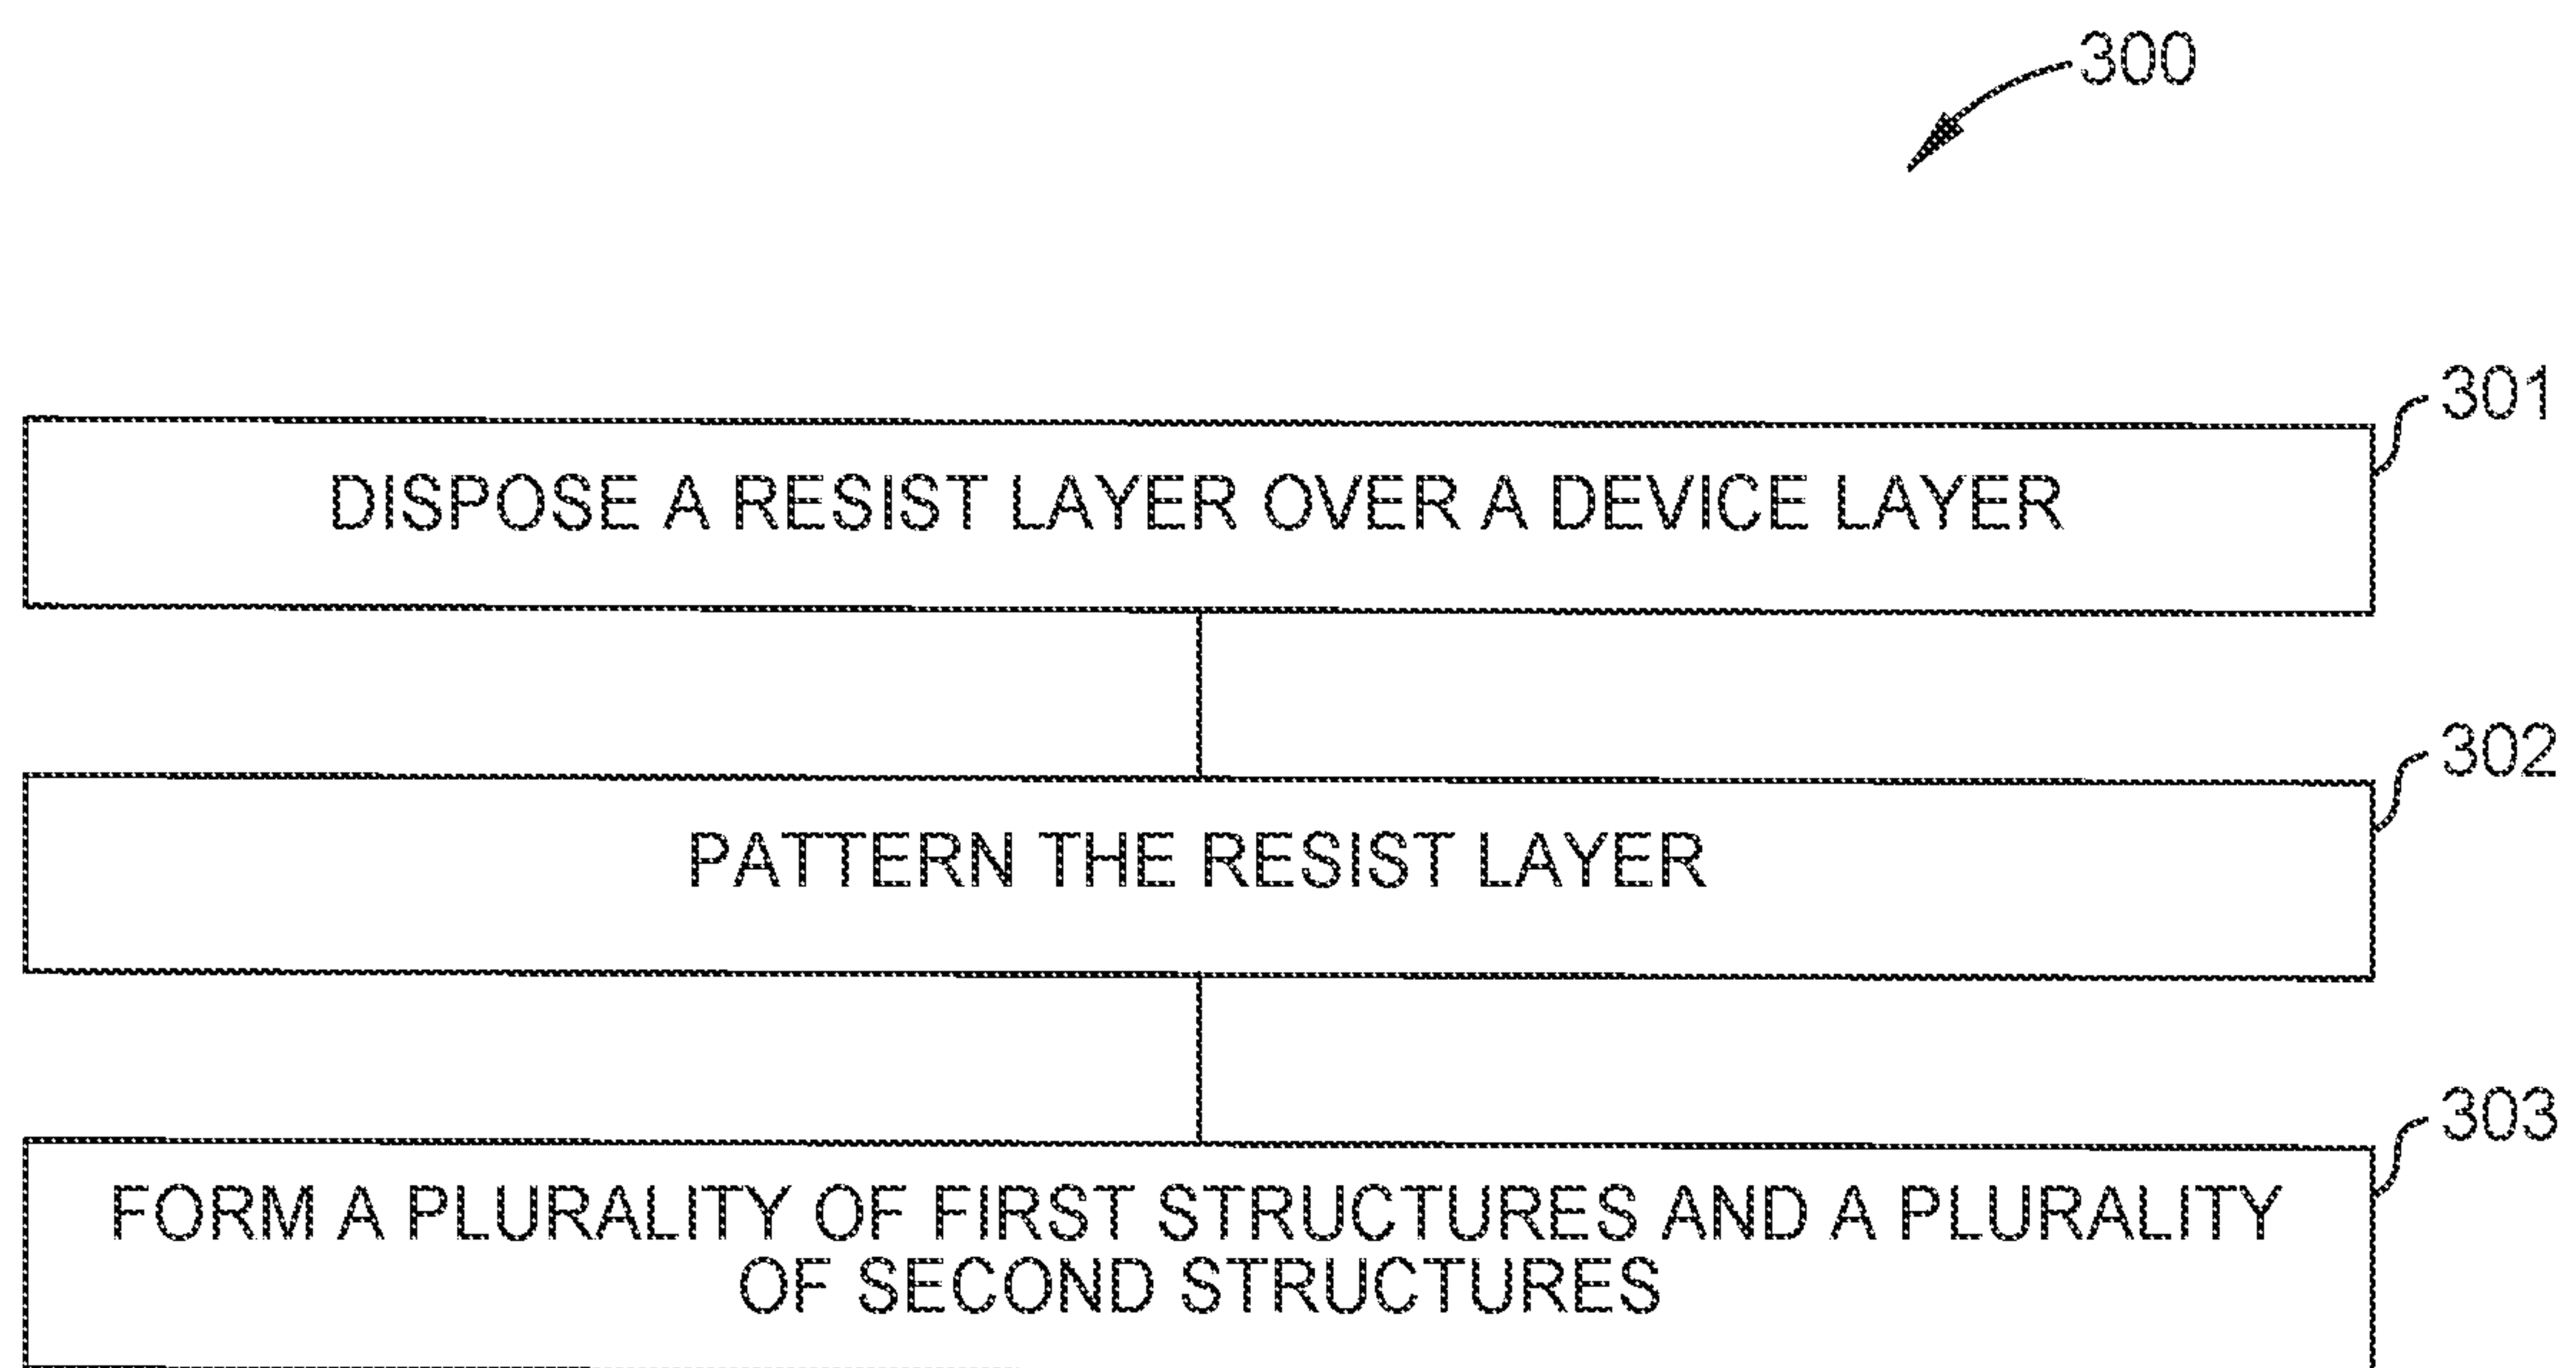 300
301
DISPOSE A RESIST LAYER OVER A DEVICE LAYER
302
PATTERN THE RESIST LAYER
303
FORM A PLURALITY OF FIRST STRUCTURES AND A PLURALITY
OF SECOND STRUCTURES